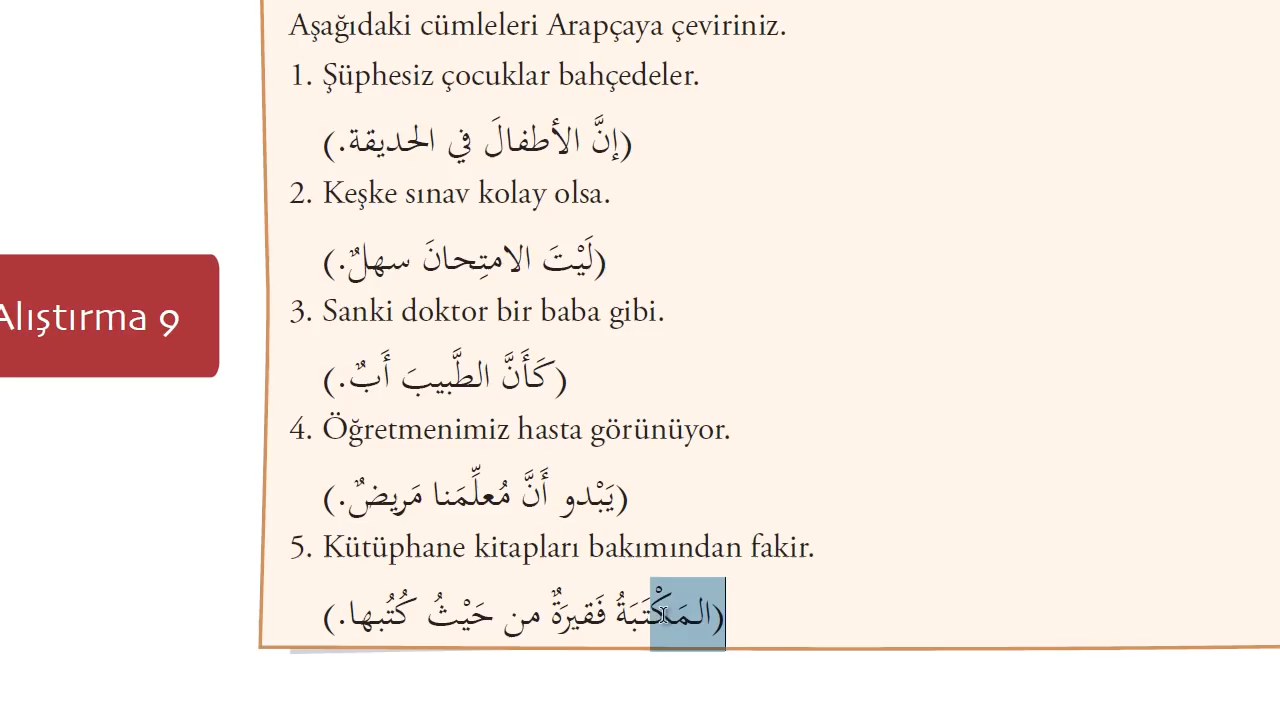 Aşağıdaki cümleleri Arapçaya çeviriniz.
1. Şüphesiz çocuklar bahçedeler.
(إنَّ الأطفالَ في الحديقة.)
2. Keşke sınav kolay olsa.
(لَيْتَ الامتِحانَ سهلٌ.)
3. Sanki doktor bir baba gibi.
(كَأَنَّ الطَّبيبَ أَبٌ.)
4. Öğretmenimiz hasta görünüyor.
(يَبْدو أَنَّ مُعلِّمَنا مَريضٌ.)
5. Kütüphane kitapları bakımından fakir.
(المَكْتَبَةُ فَقيرَةٌ من حَيْثُ كُتُبها.)
Alıştırma 9